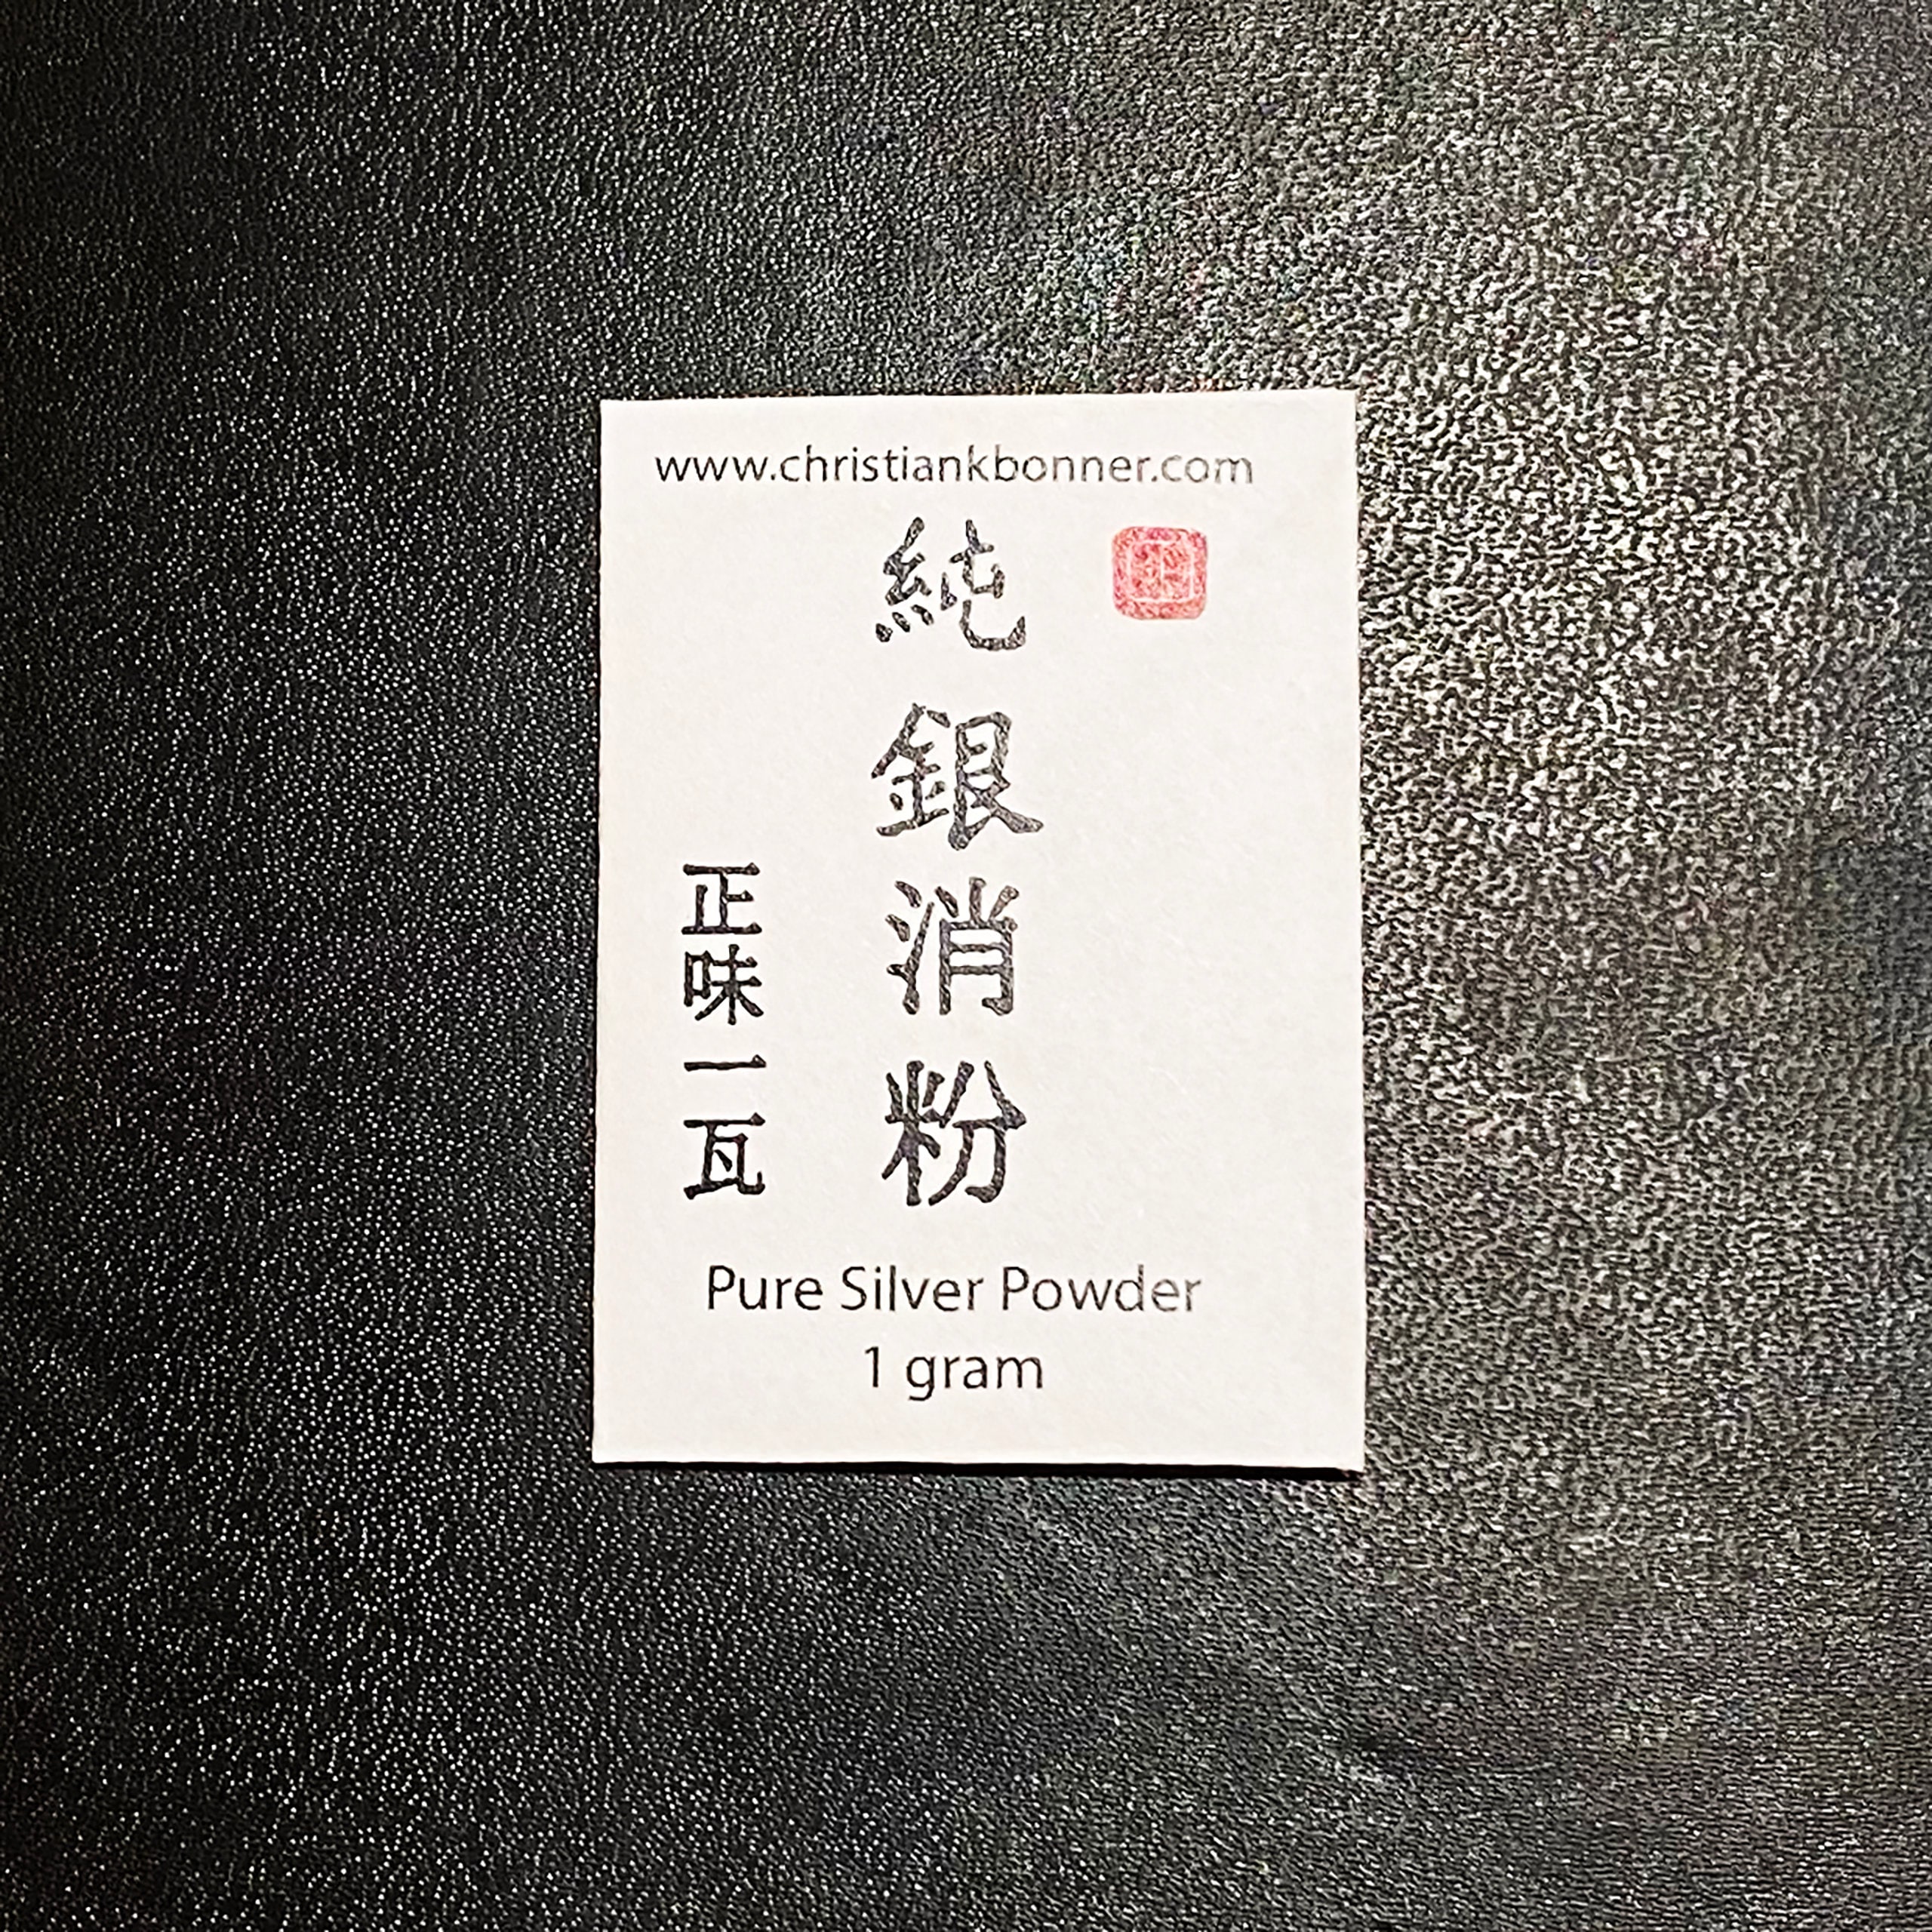 www.christiankbonner.com
純銀消粉
正味一瓦
Pure Silver Powder
1 gram